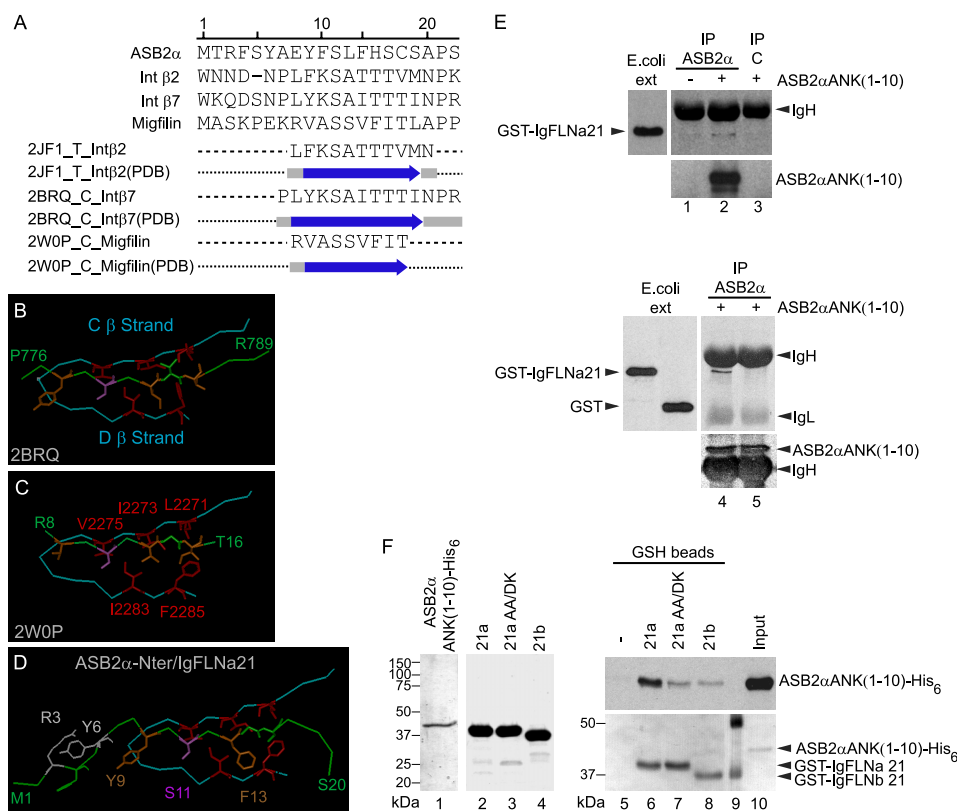 A
1 10 20
ASB2α MTRFSYAEYFSLFHSCSAPS
Int β2 WNND-NPLFKSATTTVMNPK
Int β7 WKQDSNPLYKSAITTTINPR
Migfilin MASKPEKRVASSVFITLAPP
2JF1_T_Intβ2 LFKSATTTVMN
2JF1_T_Intβ2(PDB)
2BRQ_C_Intβ7 PLYKSAITTTINPR
2BRQ_C_Intβ7(PDB)
2W0P_C_Migfilin RVASSVFIT
2W0P_C_Migfilin(PDB)
B
C β Strand
P776
R789
D β Strand
2BRQ
C
I2273 L2271
R8 V2275
T16
I2283 F2285
2W0P
D
ASB2α-Nter/IgFLNa21
R3 Y6
Y9
M1 S11 F13 S20
E
E.coli ext
IP ASB2α
IP C
- + + ASB2αANK(1-10)
IgH
GST-IgFLNa21
ASB2αANK(1-10)
1 2 3
E.coli ext
IP ASB2α
+ + ASB2αANK(1-10)
IgH
GST-IgFLNa21
GST
IgL
ASB2αANK(1-10)
IgH
4 5
F
ASB2α ANK(1-10)-His6
21a
21a AA/DK
21b
150
100
75
50
37
25
20
kDa 1 2 3 4
GSH beads
-
21a
21a AA/DK
21b
Input
ASB2αANK(1-10)-His6
50
ASB2αANK(1-10)-His6
GST-IgFLNa 21
37
GST-IgFLNb 21
kDa 5 6 7 8 9 10